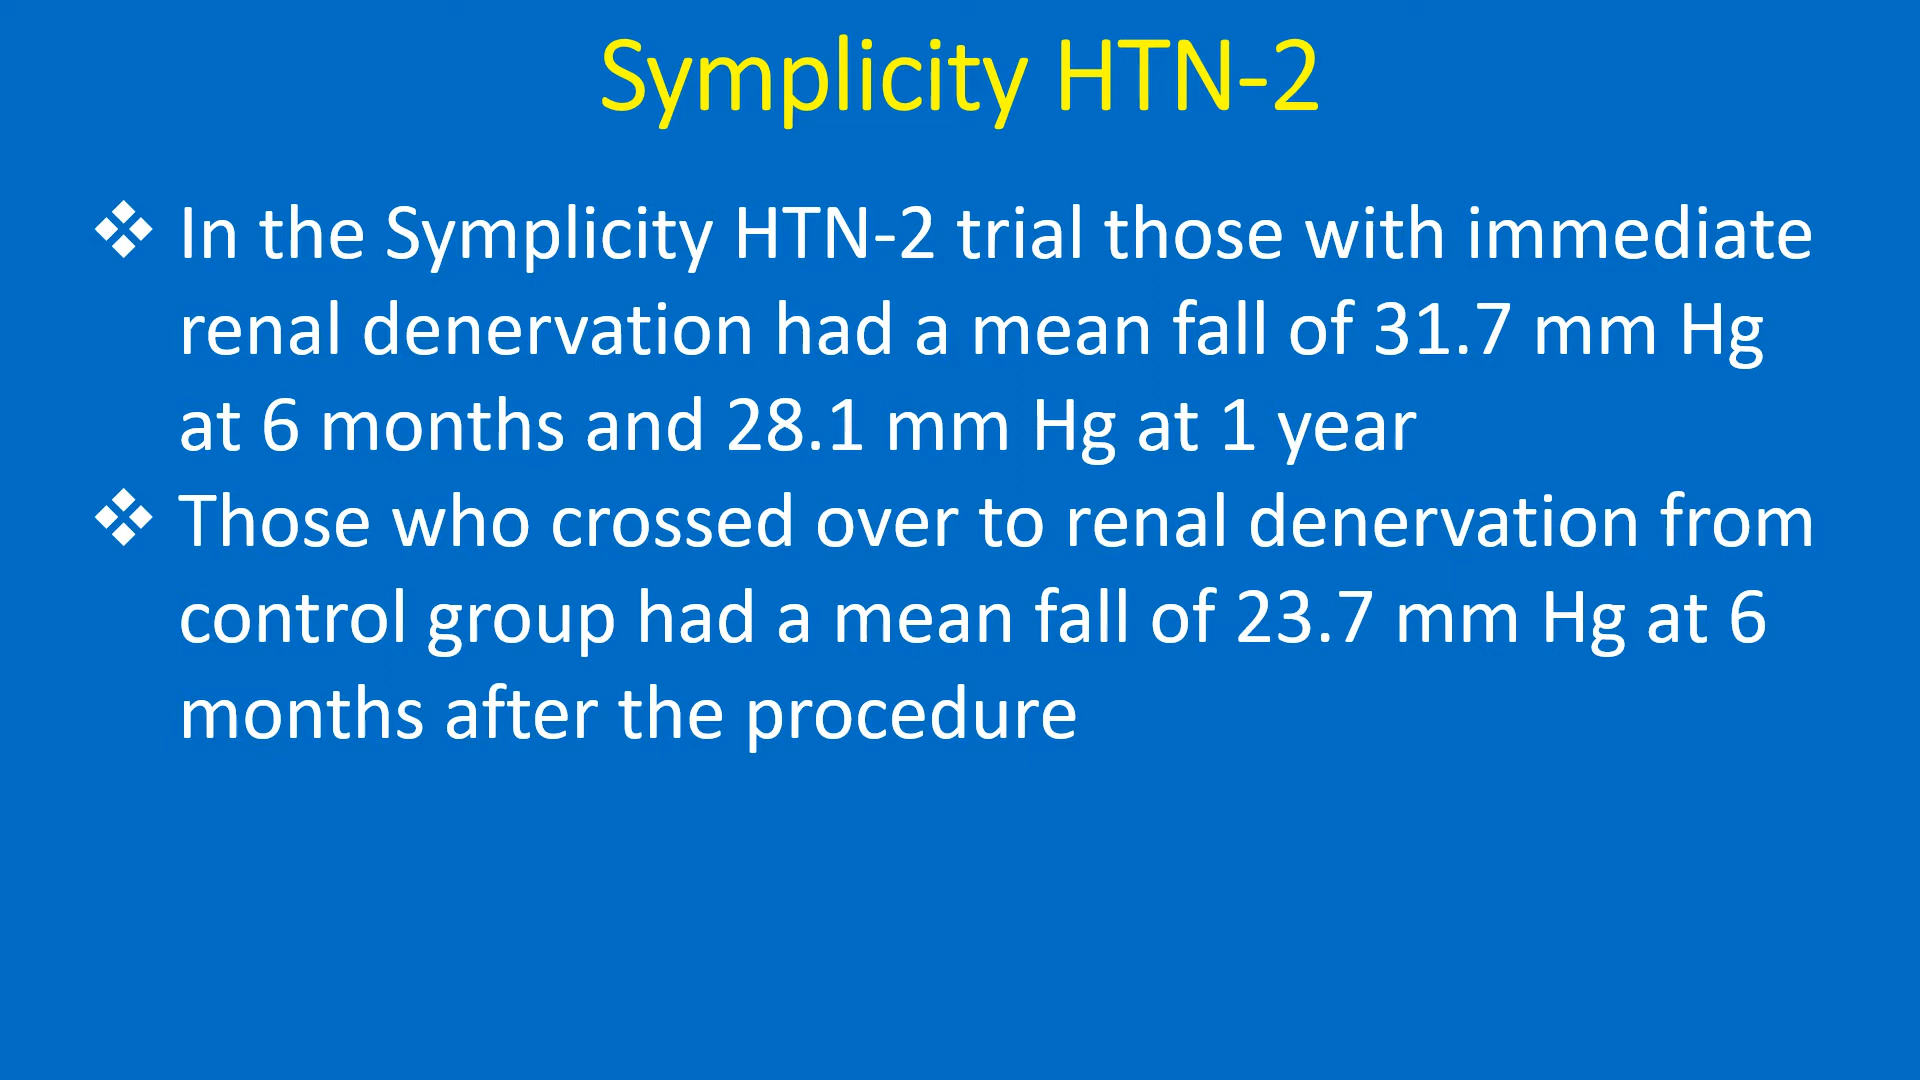 Symplicity HTN-2
❖ In the Symplicity HTN-2 trial those with immediate
renal denervation had a mean fall of 31.7 mm Hg
at 6 months and 28.1 mm Hg at 1 year
❖ Those who crossed over to renal denervation from
control group had a mean fall of 23.7 mm Hg at 6
months after the procedure